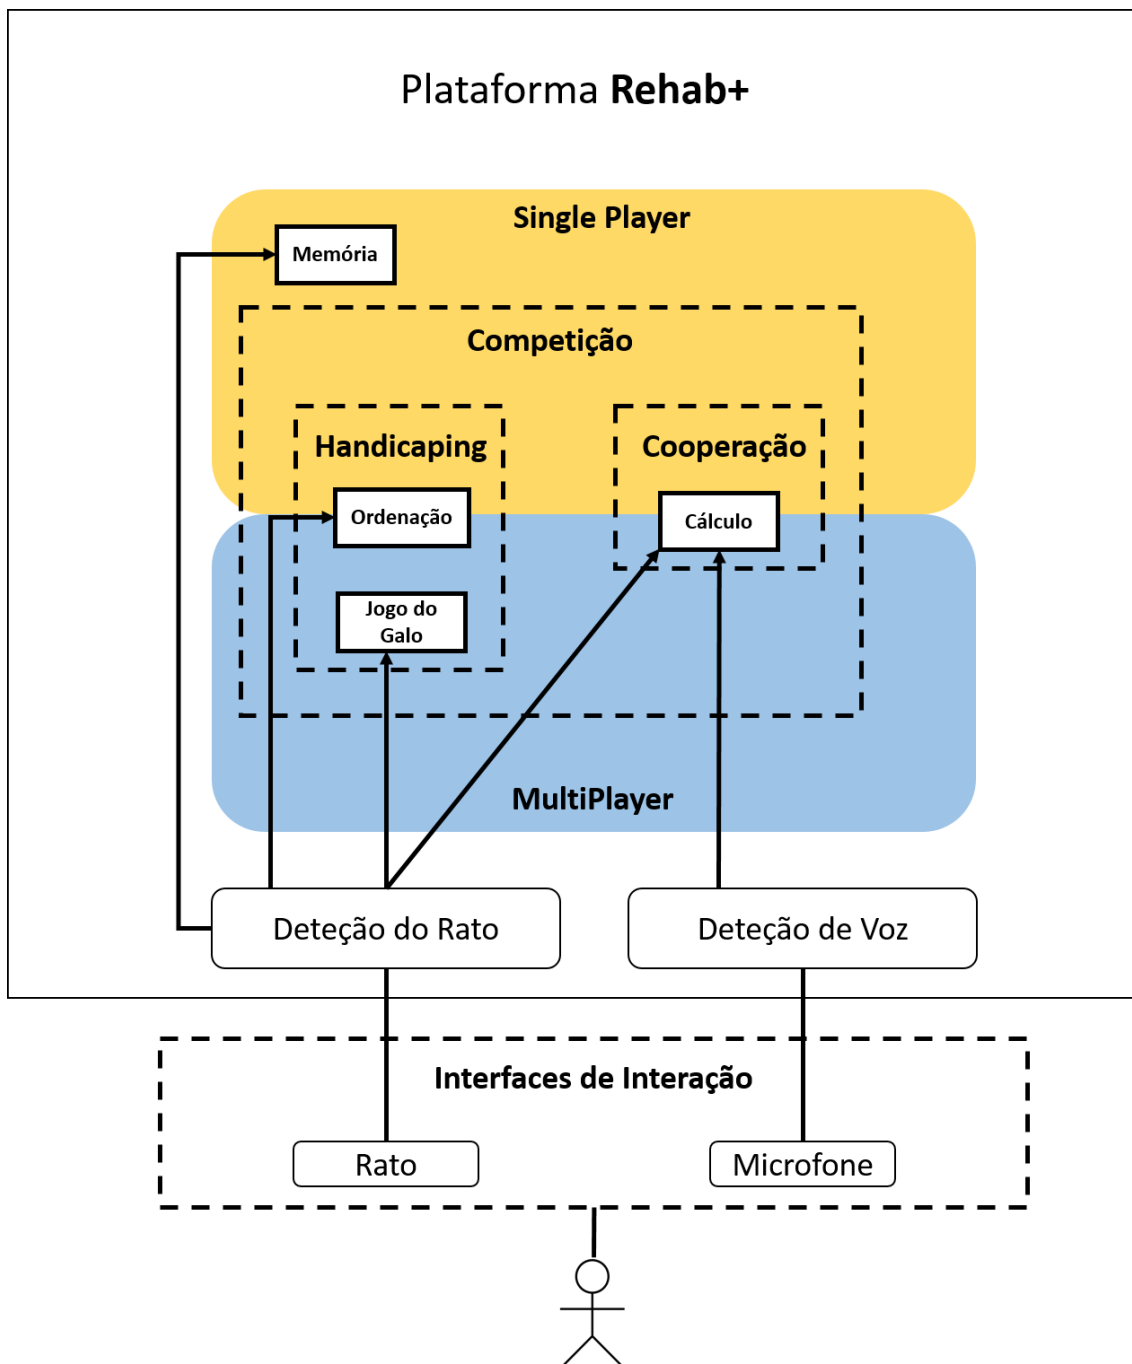 Plataforma Rehab+
Single Player
Memória
Competição
Handicaping
Cooperação
Ordenação
Cálculo
Jogo do
Galo
MultiPlayer
Deteção do Rato
Deteção de Voz
Interfaces de Interação
Rato
Microfone